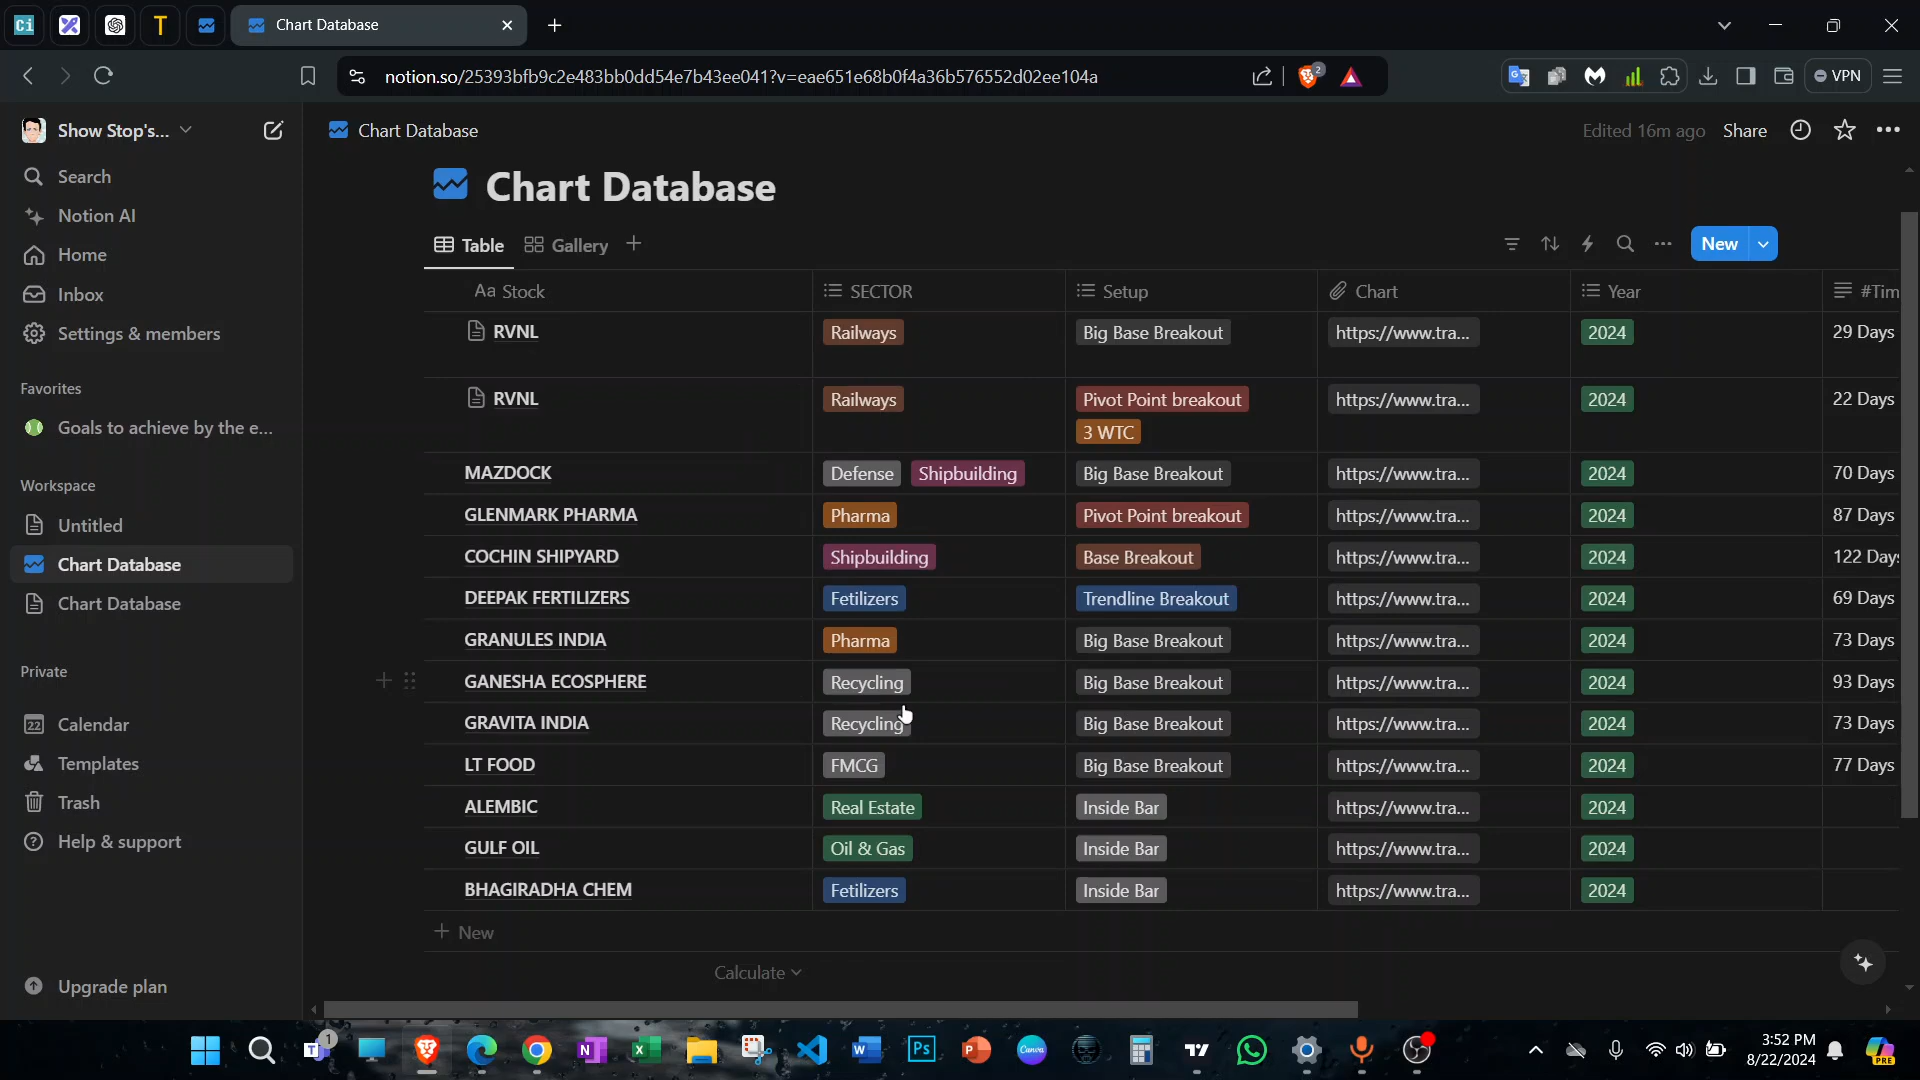 Ci
T
Chart Database
notion.so/25393bfb9c2e483bb0dd54e7b43ee041?v=eae651e68b0f4a36b576552d02ee104a
2
VPN
Show Stop's...
Chart Database
Edited 16m ago
Share
Search
Notion AI
Home
Inbox
Settings & members
Favorites
Goals to achieve by the e...
Workspace
Untitled
Chart Database
Chart Database
Private
22 Calendar
Templates
Trash
Help & support
Upgrade plan
Chart Database
Table Gallery
New
Aa Stock SECTOR Setup Chart Year #Tim
RVNL Railways Big Base Breakout https://www.tra... 2024 29 Days
RVNL Railways Pivot Point breakout https://www.tra... 2024 22 Days
3 WTC
MAZDOCK Defense Shipbuilding Big Base Breakout https://www.tra... 2024 70 Days
GLENMARK PHARMA Pharma Pivot Point breakout https://www.tra... 2024 87 Days
COCHIN SHIPYARD Shipbuilding Base Breakout https://www.tra... 2024 122 Days
DEEPAK FERTILIZERS Fetilizers Trendline Breakout https://www.tra... 2024 69 Days
GRANULES INDIA Pharma Big Base Breakout https://www.tra... 2024 73 Days
GANESHA ECOSPHERE Recycling Big Base Breakout https://www.tra... 2024 93 Days
GRAVITA INDIA Recycling Big Base Breakout https://www.tra... 2024 73 Days
LT FOOD FMCG Big Base Breakout https://www.tra... 2024 77 Days
ALEMBIC Real Estate Inside Bar https://www.tra... 2024
GULF OIL Oil & Gas Inside Bar https://www.tra... 2024
BHAGIRADHA CHEM Fetilizers Inside Bar https://www.tra... 2024
New
Calculate
1
N
X
W
Ps
P
Canva
3:52 PM
8/22/2024
PRE